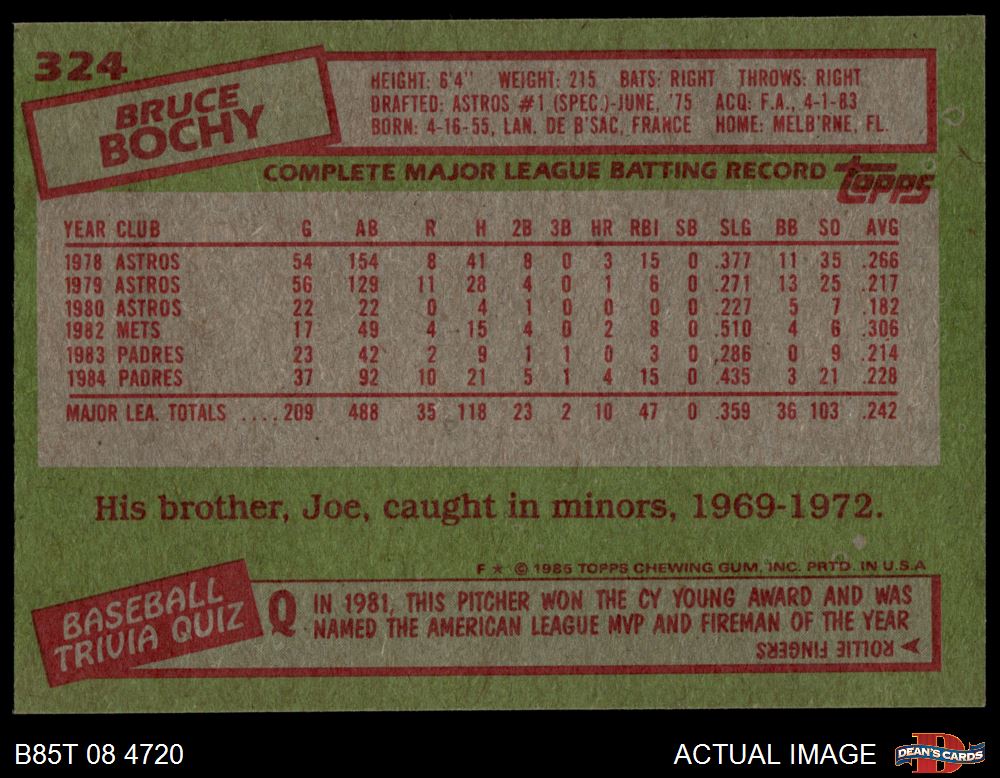 324
BRUCE
BOCHY
HEIGHT: 6'4" WEIGHT: 215 BATS: RIGHT THROWS: RIGHT
DRAFTED: ASTROS #1 (SPEC.)-JUNE, '75 ACQ: F.A., 4-1-83
BORN: 4-16-55, LAN. DE B'SAC, FRANCE HOME: MELB'RNE, FL.
COMPLETE MAJOR LEAGUE BATTING RECORD topps
YEAR CLUB G AB R H 2B 3B HR RBI SB SLG BB SO AVG
1978 ASTROS 54 154 8 41 8 0 3 15 0 .377 11 35 .266
1979 ASTROS 56 129 11 28 4 0 1 6 0 .271 13 25 .217
1980 ASTROS 22 22 0 4 1 0 0 0 0 .227 5 7 .182
1982 METS 17 49 4 15 4 0 2 8 0 .510 4 6 .306
1983 PADRES 23 42 2 9 1 1 0 3 0 .286 0 9 .214
1984 PADRES 37 92 10 21 5 1 4 15 0 .435 3 21 .228
MAJOR LEA. TOTALS ....209 488 35 118 23 2 10 47 0 .359 36 103 .242
His brother, Joe, caught in minors, 1969-1972.
F ★ © 1985 TOPPS CHEWING GUM, INC. PRTD. IN U.S.A
BASEBALL
TRIVIA QUIZ
Q IN 1981, THIS PITCHER WON THE CY YOUNG AWARD AND WAS
NAMED THE AMERICAN LEAGUE MVP AND FIREMAN OF THE YEAR
ROLLIE FINGERS
B85T 08 4720
ACTUAL IMAGE
DEAN'S CARDS